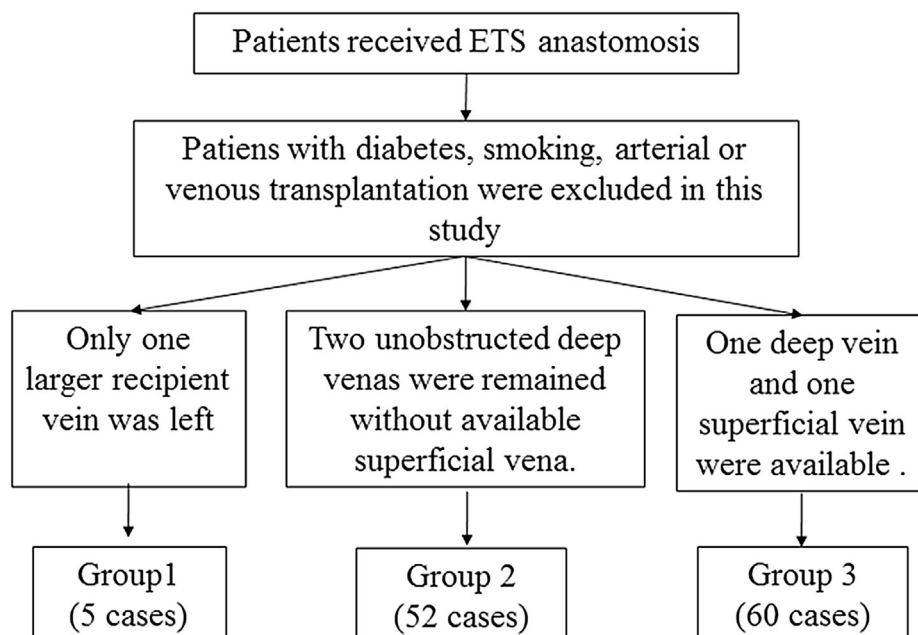 Patients received ETS anastomosis
Patiens with diabetes, smoking, arterial or
venous transplantation were excluded in this
study
Only one
larger recipient
vein was left
Two unobstructed deep
venas were remained
without available
superficial vena.
One deep vein
and one
superficial vein
were available .
Group1
(5 cases)
Group 2
(52 cases)
Group 3
(60 cases)